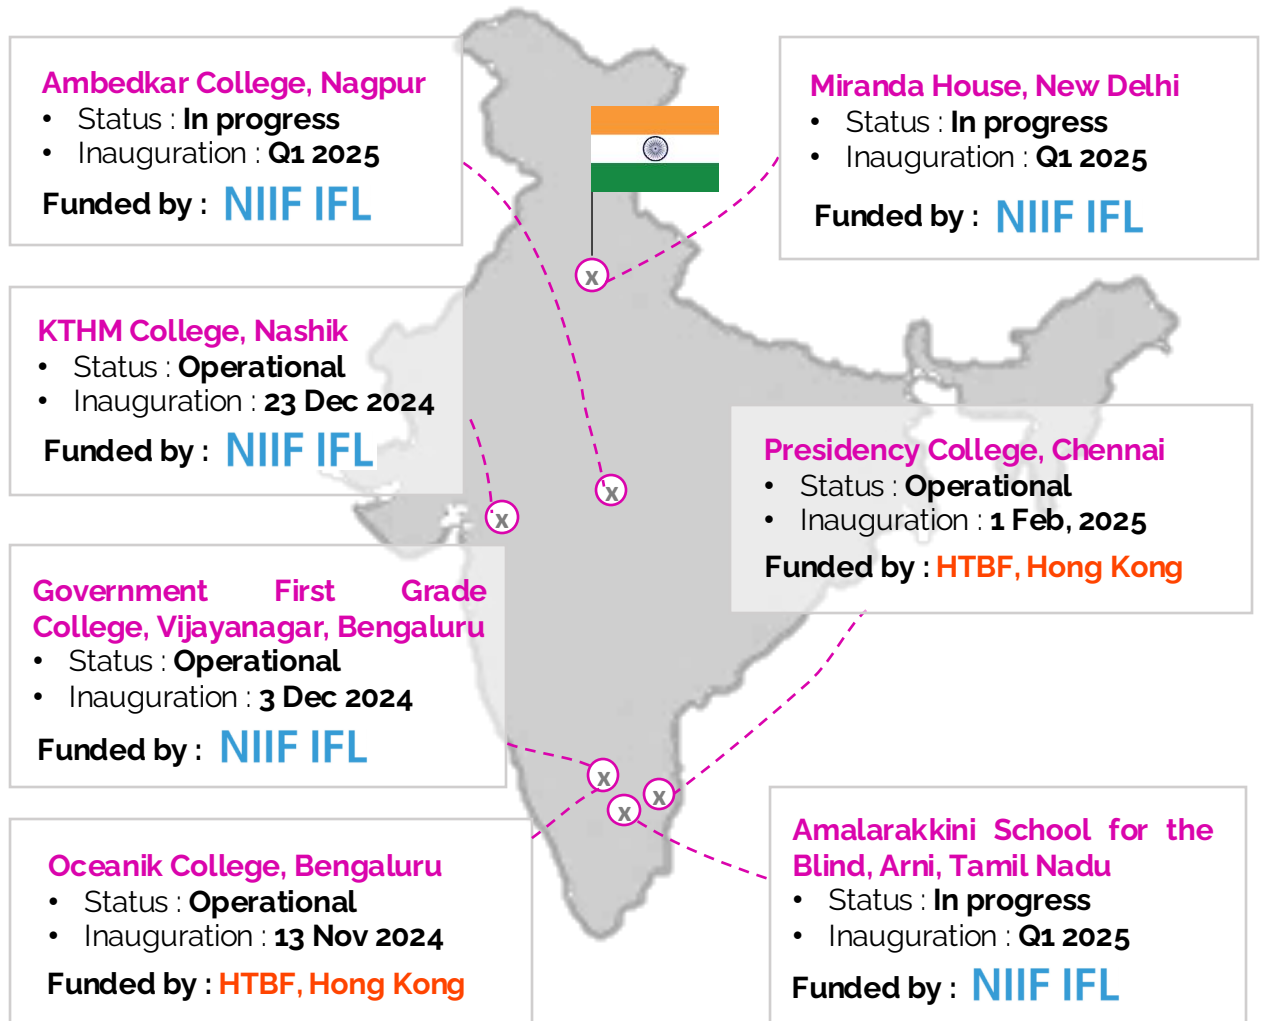 Ambedkar College, Nagpur
• Status : In progress
• Inauguration : Q1 2025
Funded by : NIIF IFL
Miranda House, New Delhi
• Status : In progress
• Inauguration : Q1 2025
Funded by : NIIF IFL
x
KTHM College, Nashik
• Status : Operational
• Inauguration : 23 Dec 2024
Funded by : NIIF IFL
x
x
Presidency College, Chennai
• Status : Operational
• Inauguration : 1 Feb, 2025
Funded by : HTBF, Hong Kong
Government First Grade
College, Vijayanagar, Bengaluru
• Status : Operational
• Inauguration : 3 Dec 2024
Funded by : NIIF IFL
x
x
x
Oceanik College, Bengaluru
• Status : Operational
• Inauguration : 13 Nov 2024
Funded by : HTBF, Hong Kong
Amalarakkini School for the
Blind, Arni, Tamil Nadu
• Status : In progress
• Inauguration : Q1 2025
Funded by : NIIF IFL